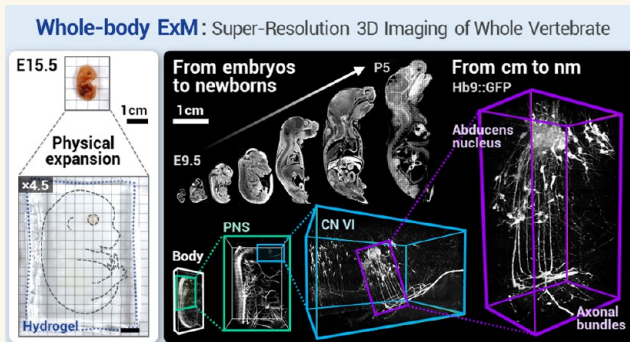 Whole-body ExM: Super-Resolution 3D Imaging of Whole Vertebrate
E15.5
1cm
Physical
expansion
×4.5
Hydrogel
From embryos
to newborns
1cm
P5
E9.5
Body
PNS
CN VI
From cm to nm
Hb9::GFP
Abducens
nucleus
Axonal
bundles